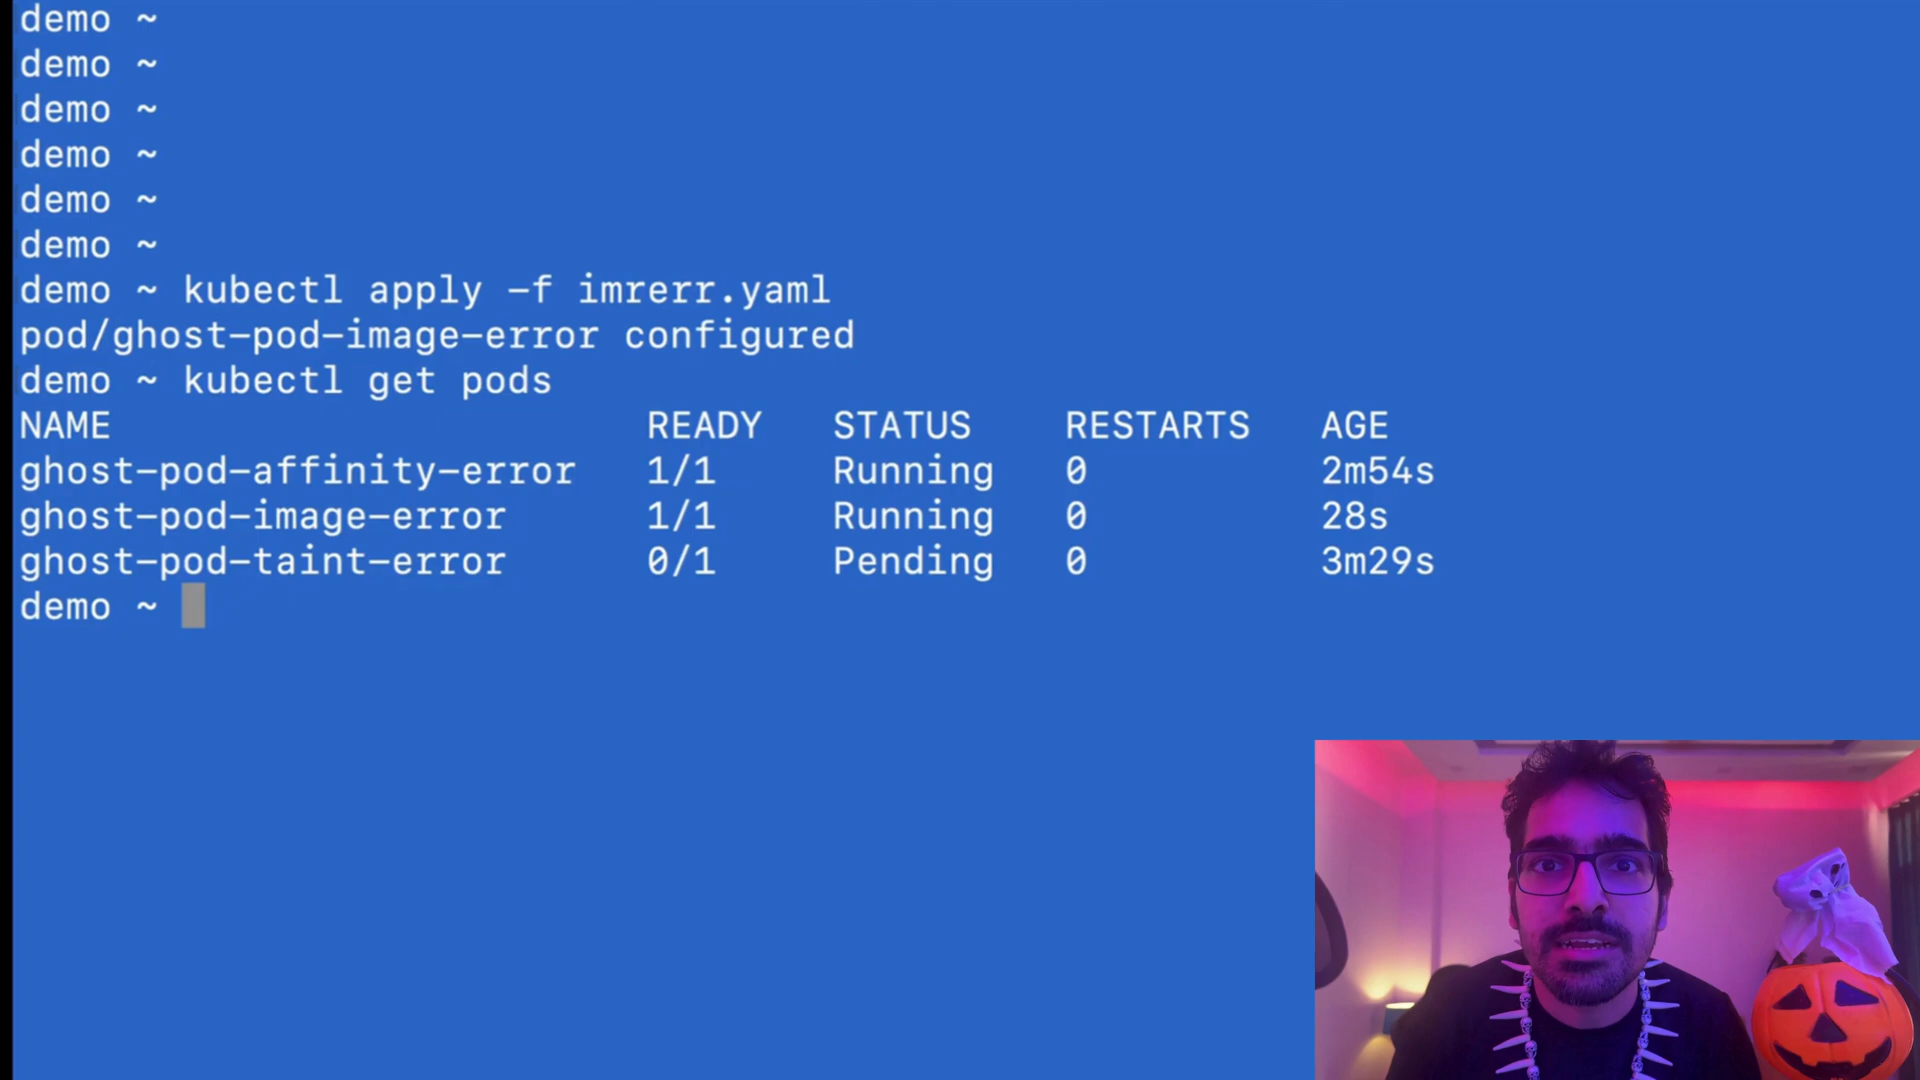 demo ~
demo ~
demo ~
demo ~
demo ~
demo ~
demo ~ kubectl apply -f imrerr.yaml
pod/ghost-pod-image-error configured
demo ~ kubectl get pods
NAME READY STATUS RESTARTS AGE
ghost-pod-affinity-error 1/1 Running 0 2m54s
ghost-pod-image-error 1/1 Running 0 28s
ghost-pod-taint-error 0/1 Pending 0 3m29s
demo ~